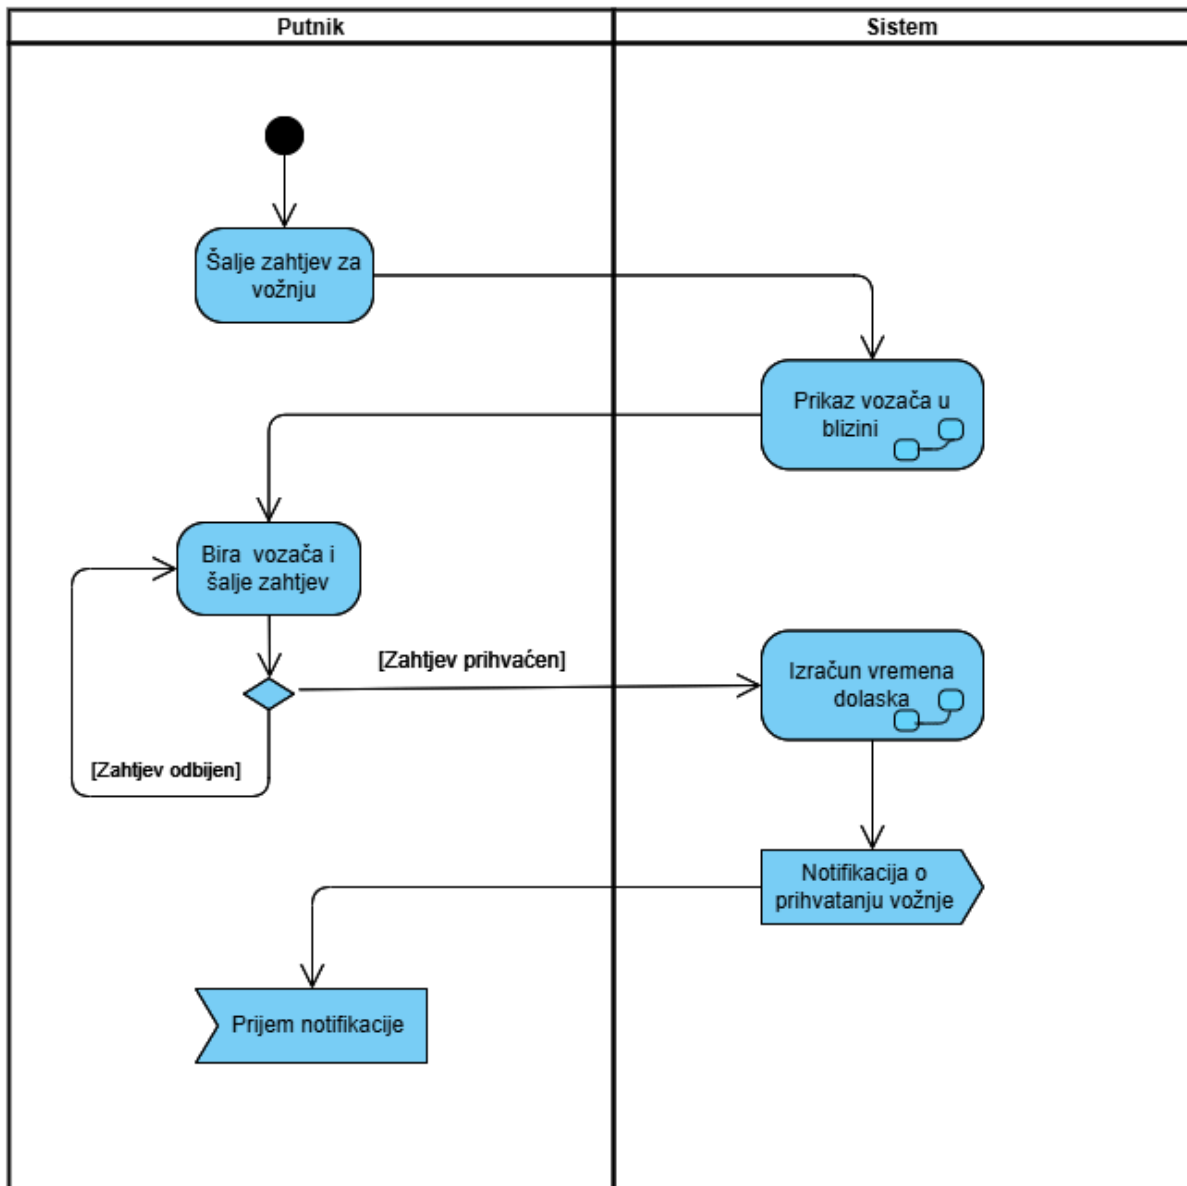 Putnik
Sistem
Šalje zahtjev za
vožnju
Prikaz vozača u
blizini
Bira  vozača i
šalje zahtjev
[Zahtjev prihvaćen]
Izračun vremena
dolaska
[Zahtjev odbijen]
Notifikacija o
prihvatanju vožnje
Prijem notifikacije